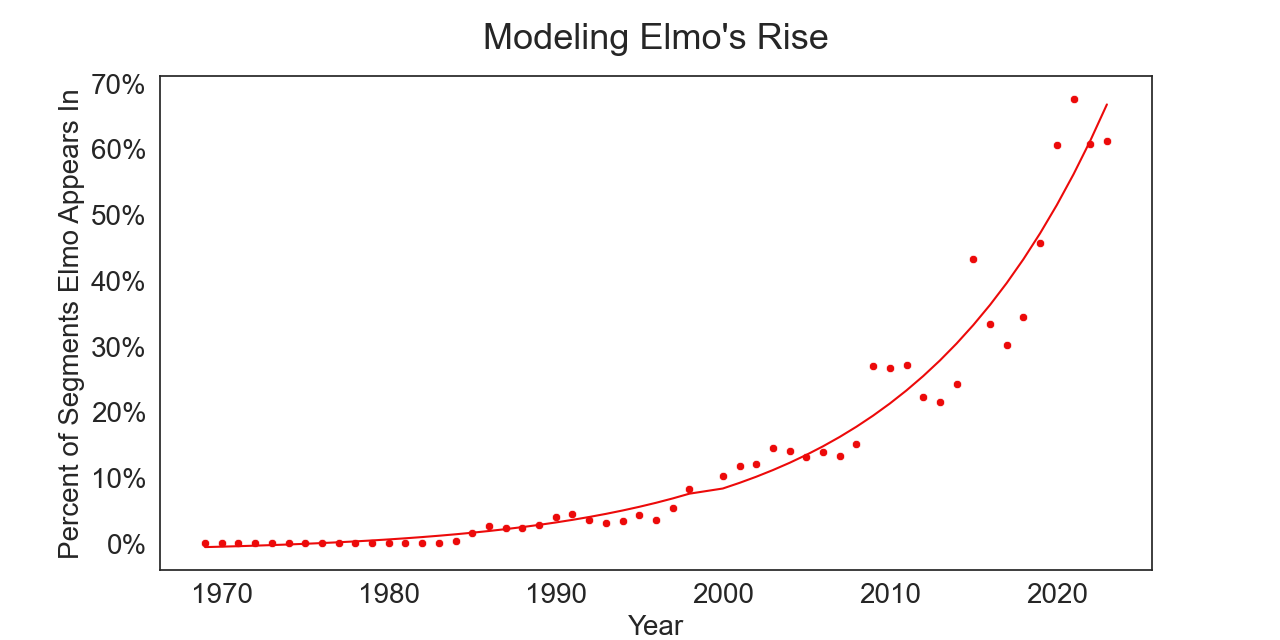 Modeling Elmo's Rise
Percent of Segments Elmo Appears In
70%
60%
50%
40%
30%
20%
10%
0%
1970 1980 1990 2000 2010 2020
Year